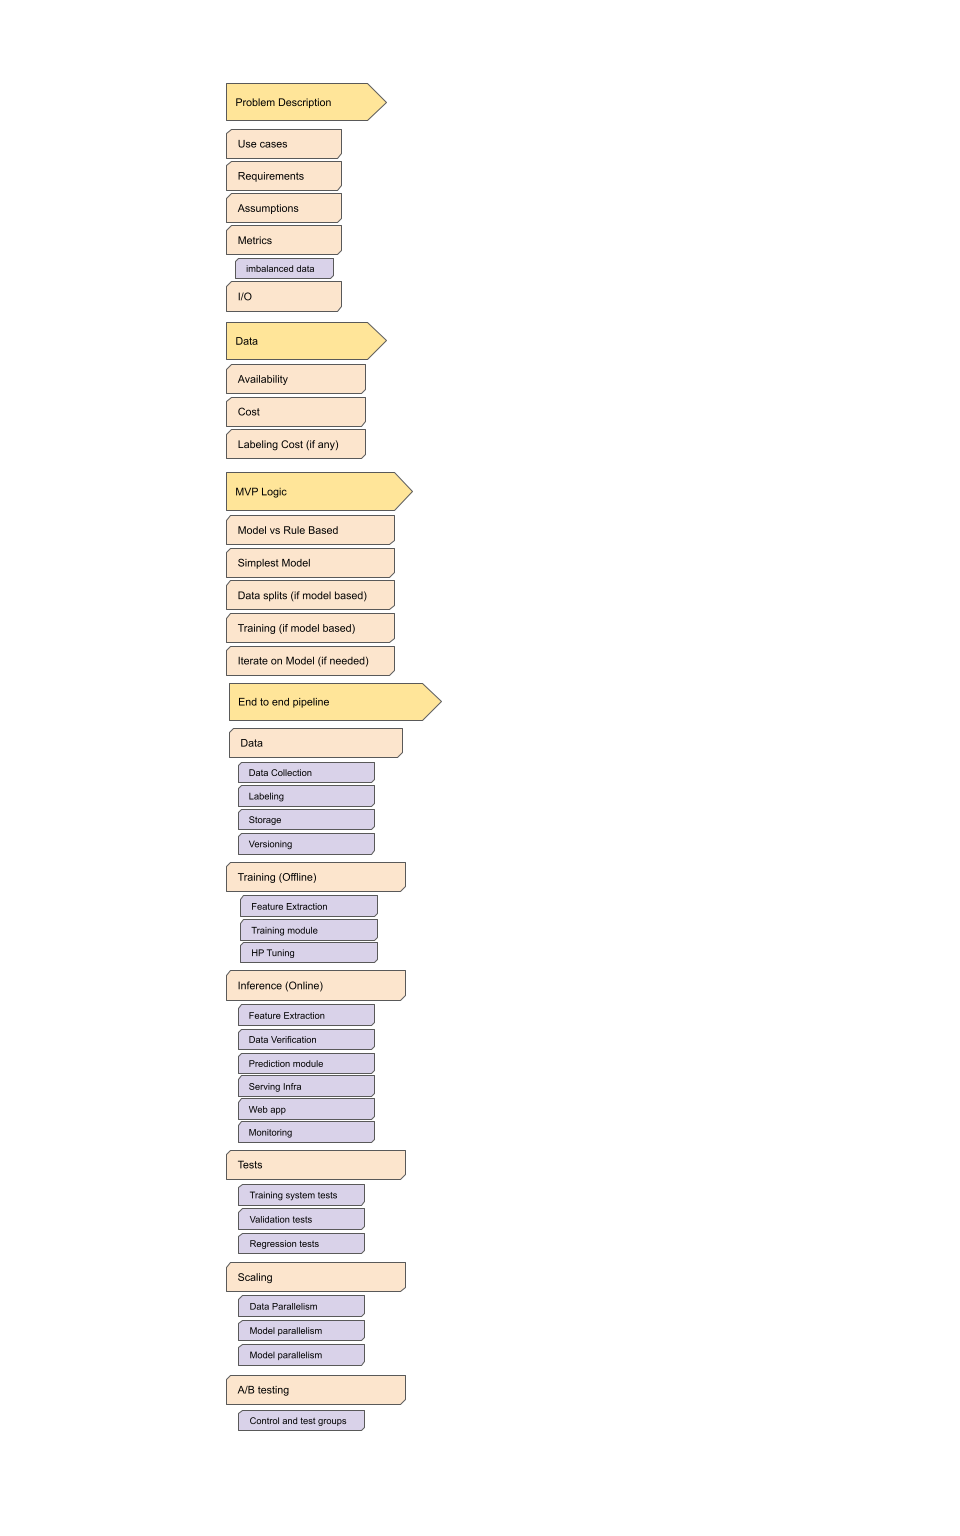 Problem Description
Use cases
Requirements
Assumptions
Metrics
imbalanced data
I/O
Data
Availability
Cost
Labeling Cost (if any)
MVP Logic
Model vs Rule Based
Simplest Model
Data splits (if model based)
Training (if model based)
Iterate on Model (if needed)
End to end pipeline
Data
Data Collection
Labeling
Storage
Versioning
Training (Offline)
Feature Extraction
Training module
HP Tuning
Inference (Online)
Feature Extraction
Data Verification
Prediction module
Serving Infra
Web app
Monitoring
Tests
Training system tests
Validation tests
Regression tests
Scaling
Data Parallelism
Model parallelism
Model parallelism
A/B testing
Control and test groups